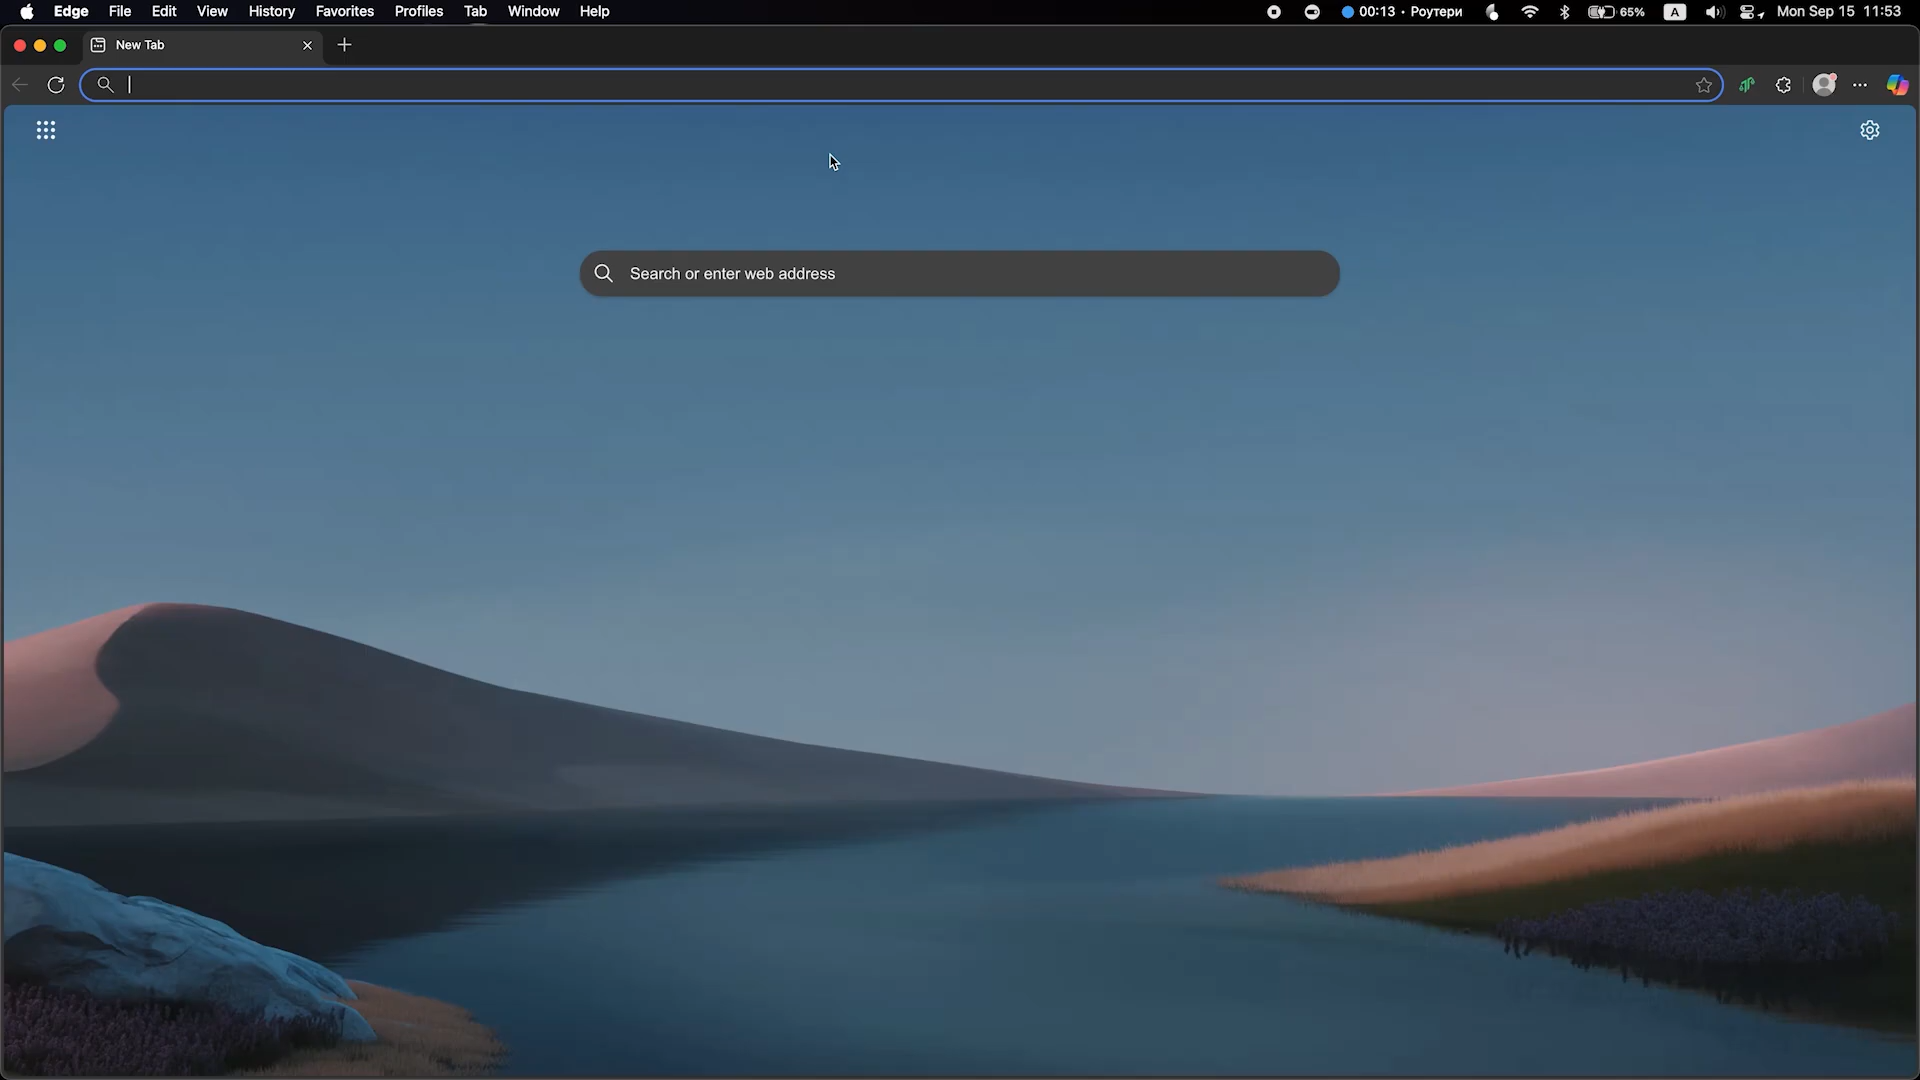 Edge File Edit View History Favorites Profiles Tab Window Help 00:13 • Роутери 65% A Mon Sep 15 11:53
New Tab
Search or enter web address